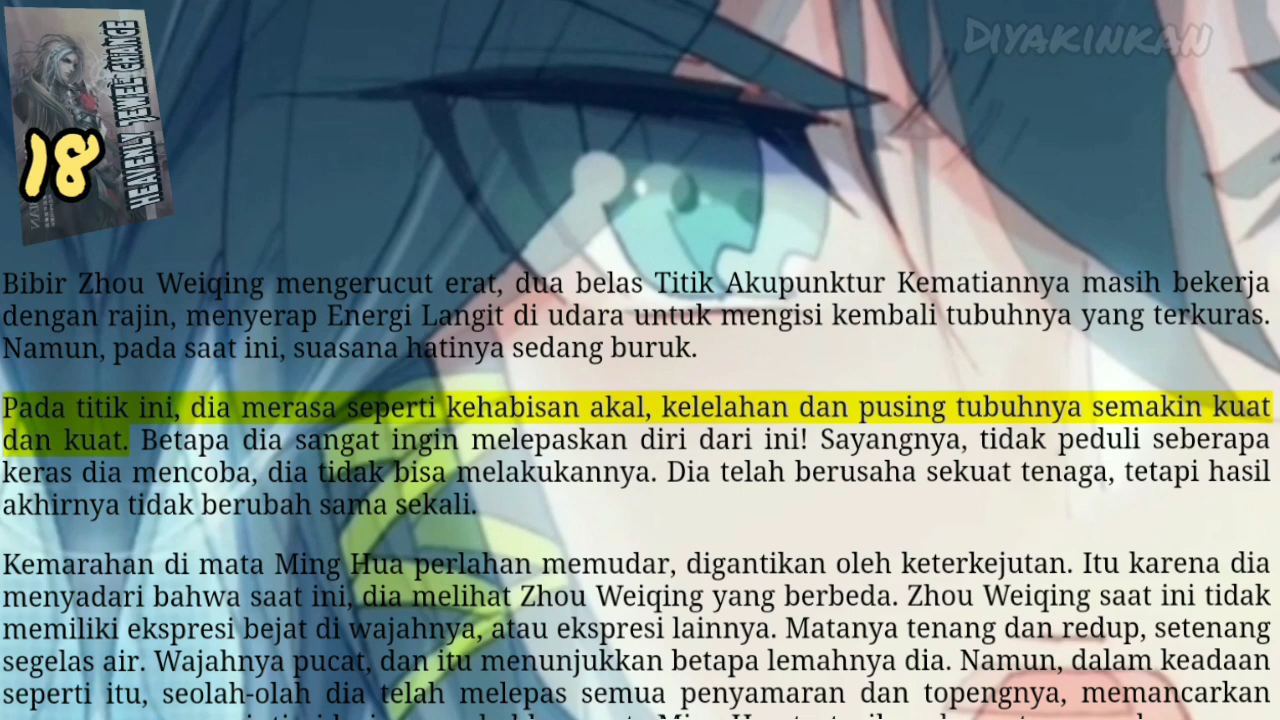 DIYAKINKAN
HEAVENLY JEWEL CHANGE
18
Bibir Zhou Weiqing mengerucut erat, dua belas Titik Akupunktur Kematiannya masih bekerja
dengan rajin, menyerap Energi Langit di udara untuk mengisi kembali tubuhnya yang terkuras.
Namun, pada saat ini, suasana hatinya sedang buruk.
Pada titik ini, dia merasa seperti kehabisan akal, kelelahan dan pusing tubuhnya semakin kuat
dan kuat. Betapa dia sangat ingin melepaskan diri dari ini! Sayangnya, tidak peduli seberapa
keras dia mencoba, dia tidak bisa melakukannya. Dia telah berusaha sekuat tenaga, tetapi hasil
akhirnya tidak berubah sama sekali.
Kemarahan di mata Ming Hua perlahan memudar, digantikan oleh keterkejutan. Itu karena dia
menyadari bahwa saat ini, dia melihat Zhou Weiqing yang berbeda. Zhou Weiqing saat ini tidak
memiliki ekspresi bejat di wajahnya, atau ekspresi lainnya. Matanya tenang dan redup, setenang
segelas air. Wajahnya pucat, dan itu menunjukkan betapa lemahnya dia. Namun, dalam keadaan
seperti itu, seolah-olah dia telah melepas semua penyamaran dan topengnya, memancarkan